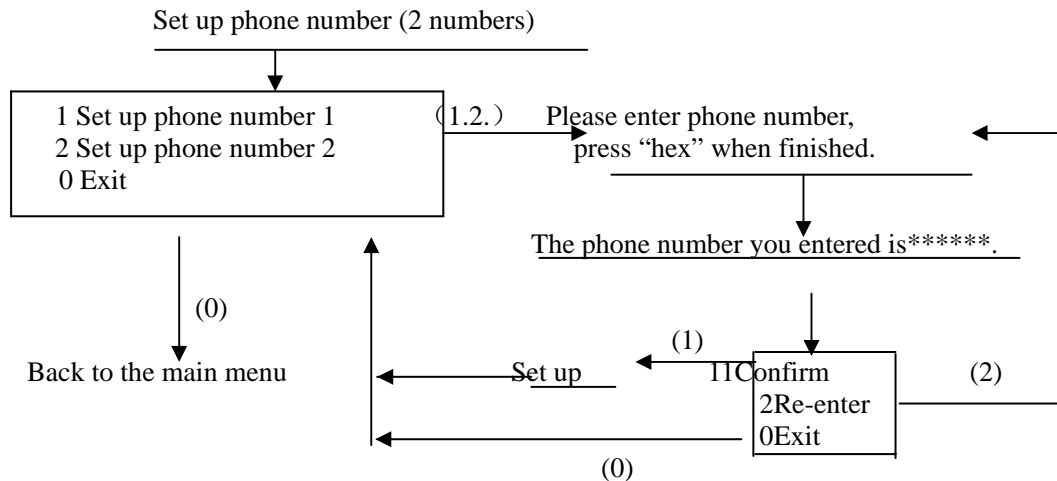 Set up phone number (2 numbers)
1 Set up phone number 1
2 Set up phone number 2
0 Exit
（1.2.）
Please enter phone number,
press “hex” when finished.
The phone number you entered is******.
(0)
Back to the main menu
Set up
(1)
11Confirm
2Re-enter
0Exit
(2)
(0)